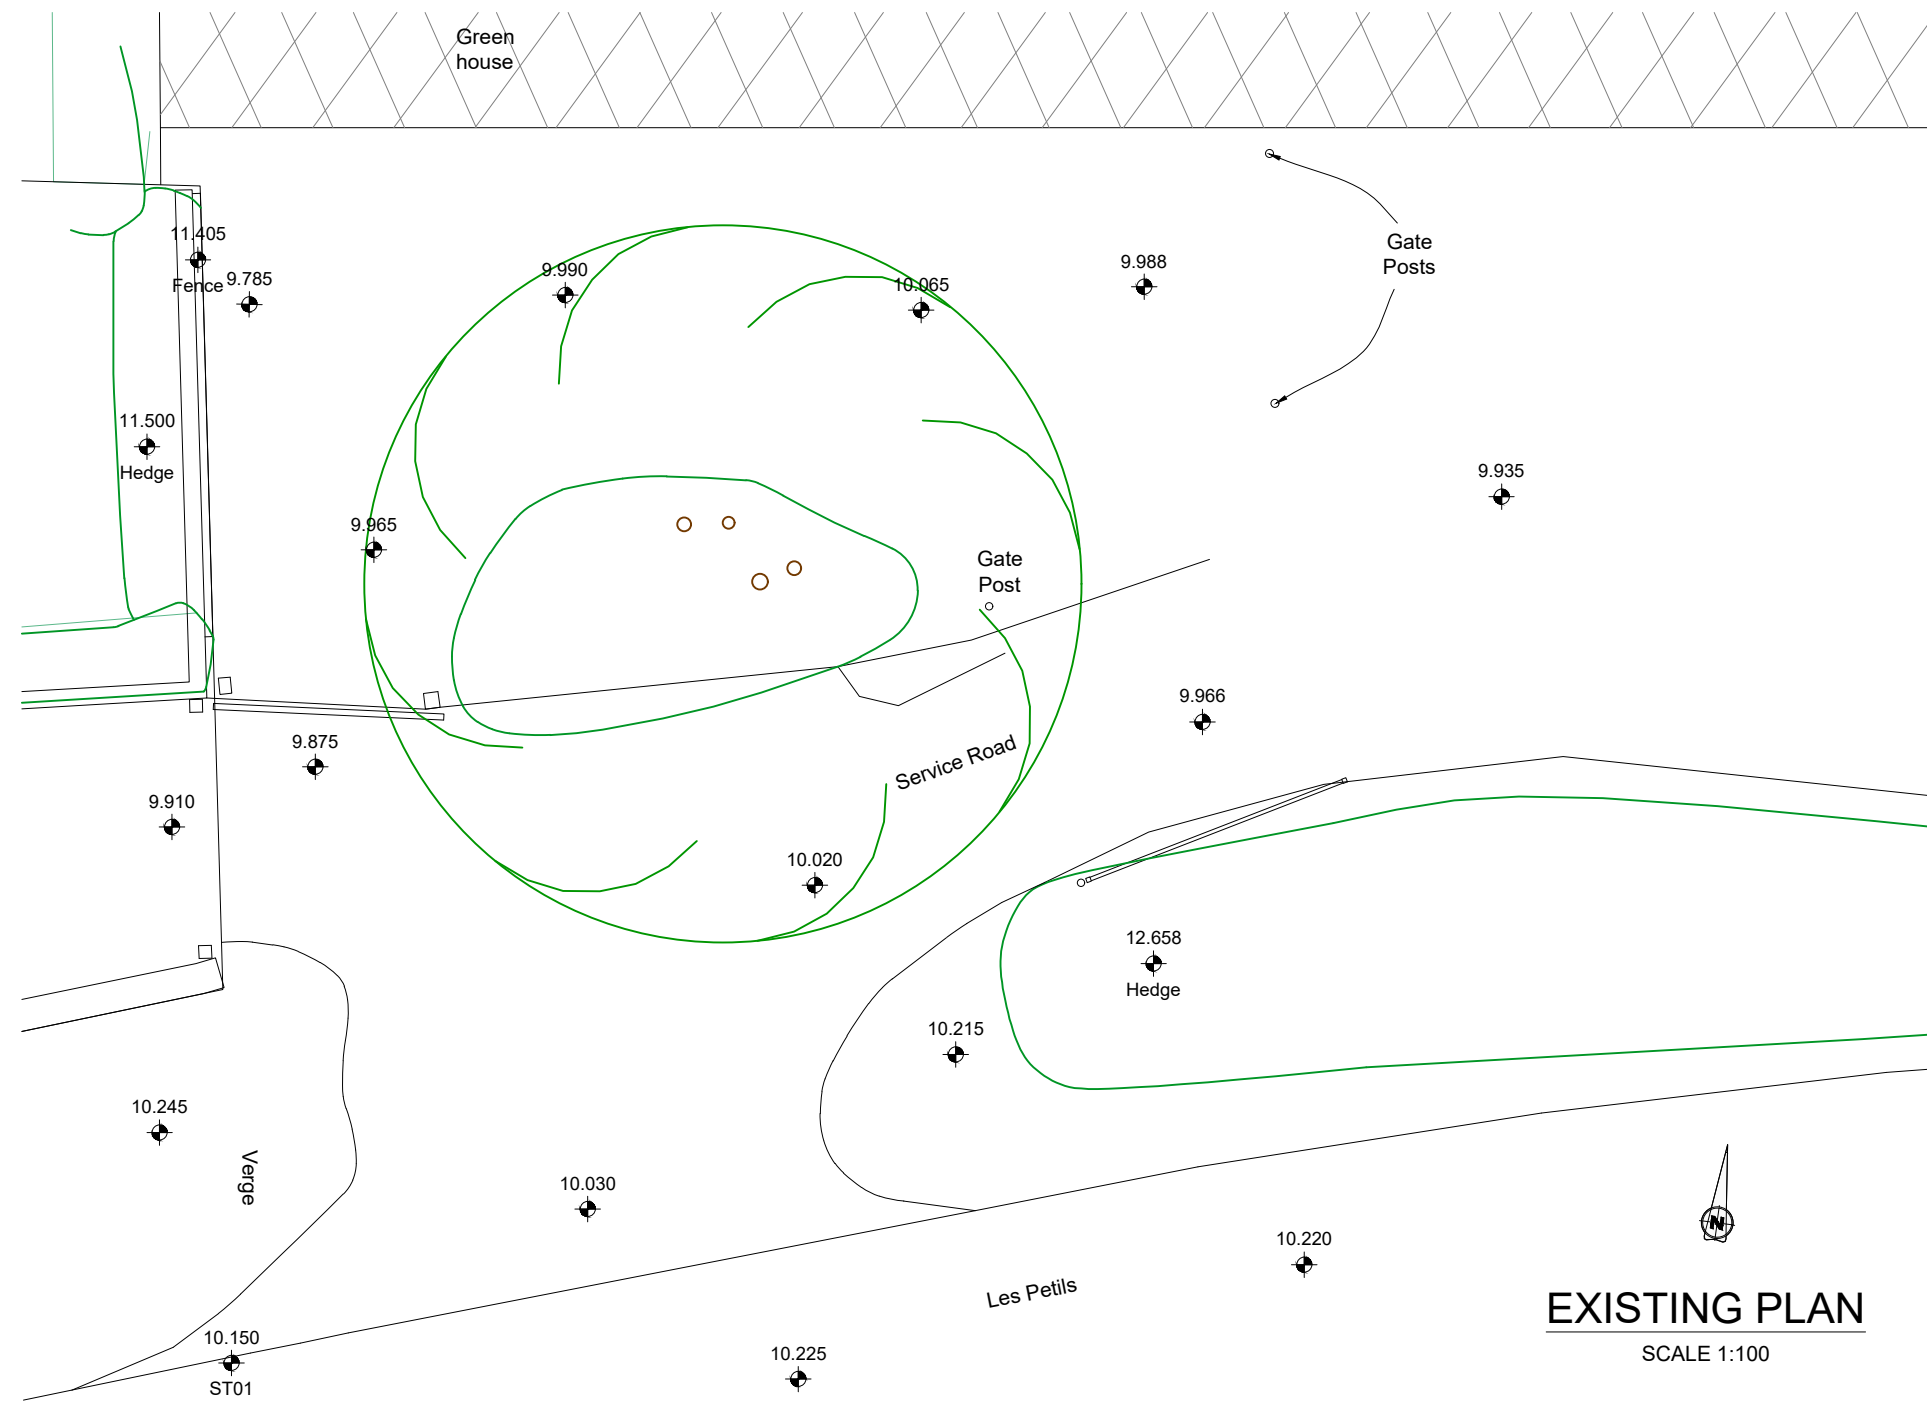 Green
house
11.405
Fence
9.785
9.990
10.065
9.988
Gate
Posts
11.500
Hedge
9.965
9.935
Gate
Post
9.966
9.875
Service Road
9.910
10.020
12.658
Hedge
10.215
10.245
Verge
10.030
10.220
N
Les Petils
EXISTING PLAN
SCALE 1:100
10.150
ST01
10.225